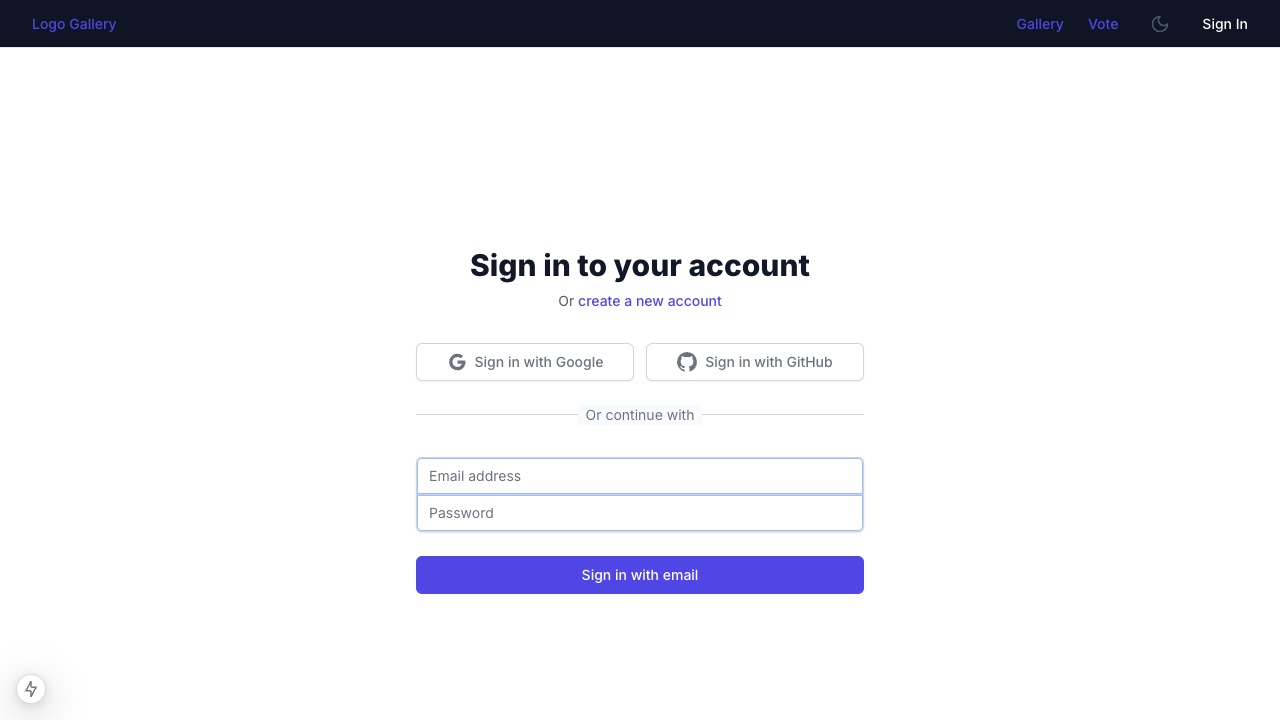 Logo Gallery
Gallery
Vote
Sign In
Sign in to your account
Or create a new account
Sign in with Google
Sign in with GitHub
Or continue with
Email address
Password
Sign in with email